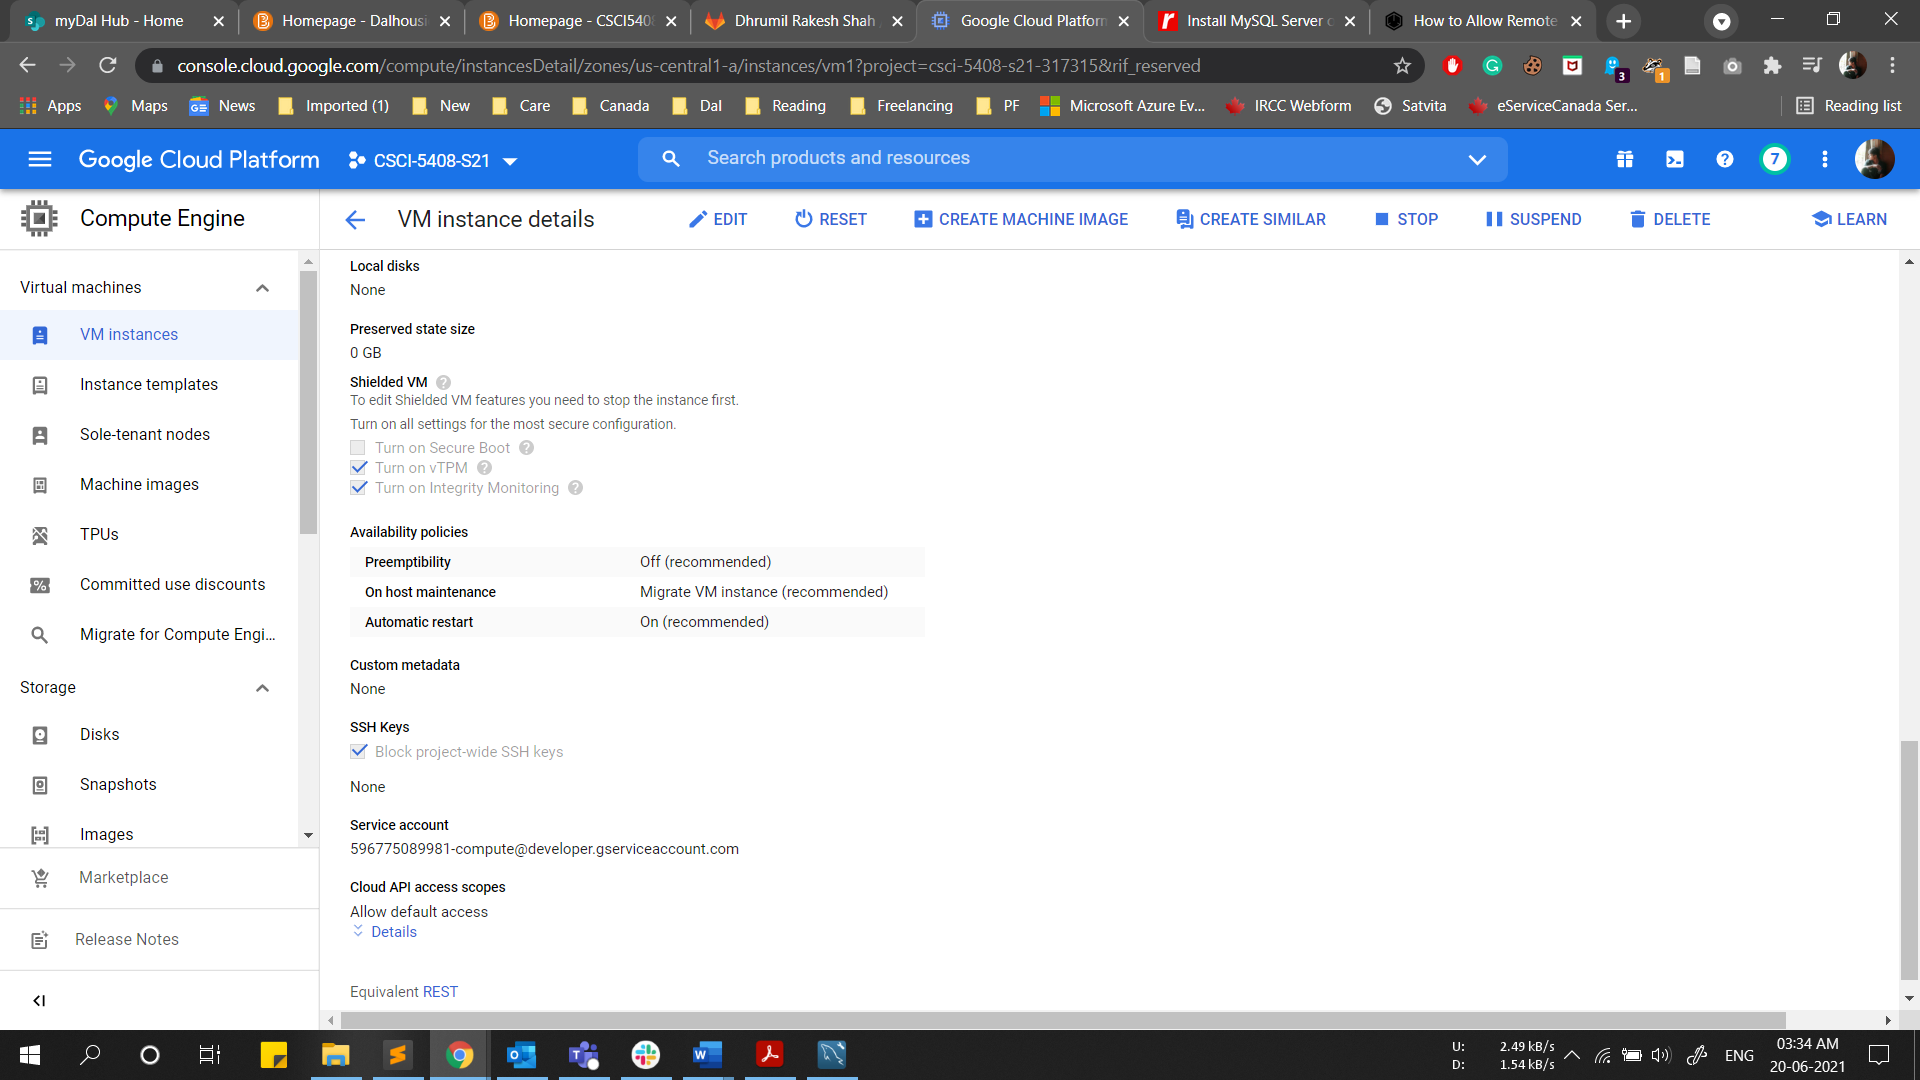 myDal Hub - Home
Homepage - Dalhousi
Homepage - CSCI540
Dhrumil Rakesh Shah
Google Cloud Platform
Install MySQL Server o
How to Allow Remote
console.cloud.google.com/compute/instancesDetail/zones/us-central1-a/instances/vm1?project=csci-5408-s21-317315&rif_reserved
3
1
Apps
Maps
News
Imported (1)
New
Care
Canada
Dal
Reading
Freelancing
PF
Microsoft Azure Ev...
IRCC Webform
Satvita
eServiceCanada Ser...
Reading list
Google Cloud Platform
CSCI-5408-S21
Search products and resources
7
Compute Engine
VM instance details
EDIT
RESET
CREATE MACHINE IMAGE
CREATE SIMILAR
STOP
SUSPEND
DELETE
LEARN
Virtual machines
VM instances
Instance templates
Sole-tenant nodes
Machine images
TPUs
Committed use discounts
Migrate for Compute Engi...
Storage
Disks
Snapshots
Images
Marketplace
Release Notes
Local disks
None
Preserved state size
0 GB
Shielded VM
To edit Shielded VM features you need to stop the instance first.
Turn on all settings for the most secure configuration.
Turn on Secure Boot
Turn on vTPM
Turn on Integrity Monitoring
Availability policies
Preemptibility Off (recommended)
On host maintenance Migrate VM instance (recommended)
Automatic restart On (recommended)
Custom metadata
None
SSH Keys
Block project-wide SSH keys
None
Service account
596775089981-compute@developer.gserviceaccount.com
Cloud API access scopes
Allow default access
Details
Equivalent REST
U: 2.49 kB/s
D: 1.54 kB/s
ENG
03:34 AM
20-06-2021